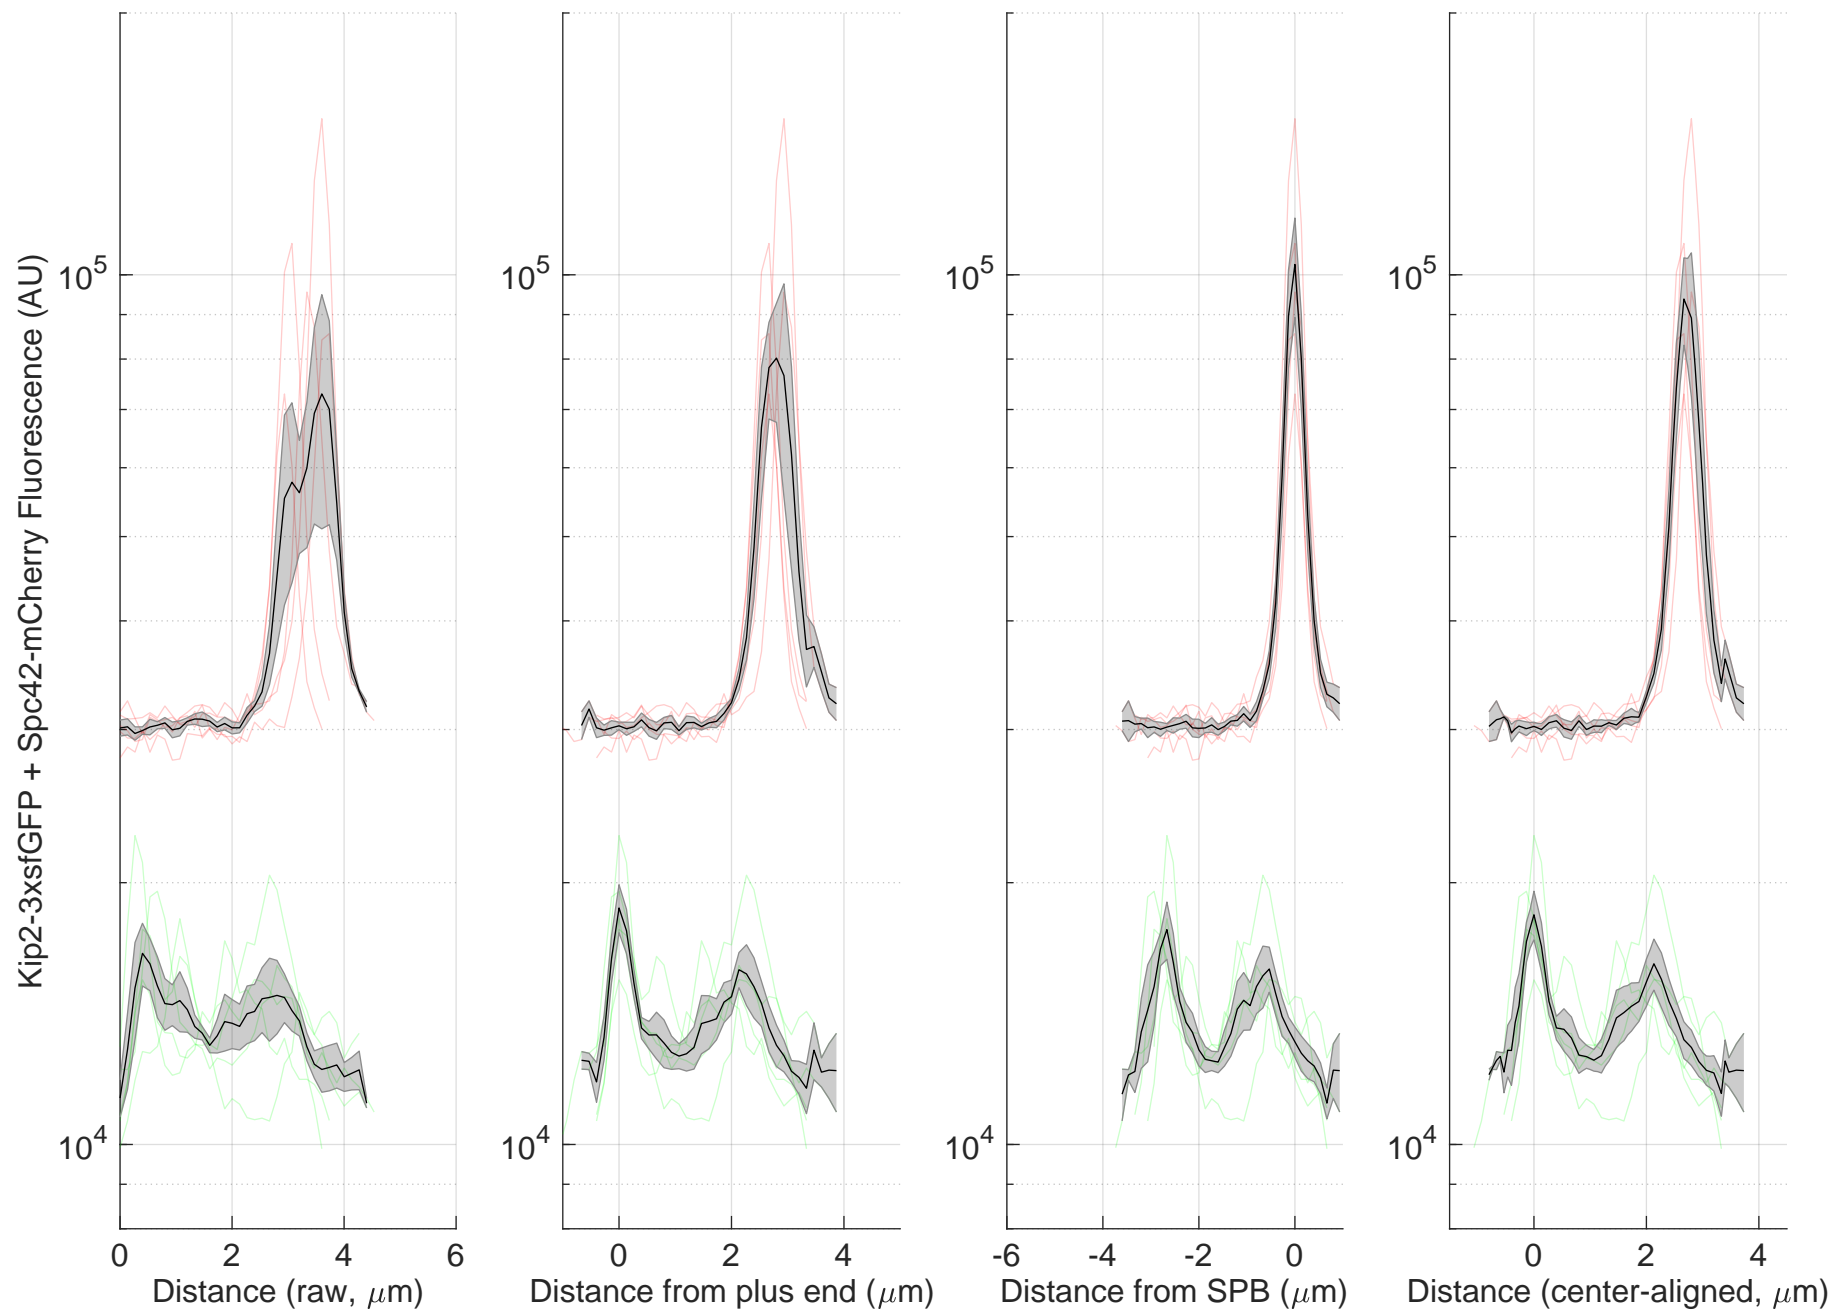 Kip2-3xsfGFP + Spc42-mCherry Fluorescence (AU)
10^5
10^4
0 2 4 6
Distance (raw, μm)
10^5
10^4
0 2 4
Distance from plus end (μm)
10^5
10^4
-6 -4 -2 0
Distance from SPB (μm)
10^5
10^4
0 2 4
Distance (center-aligned, μm)